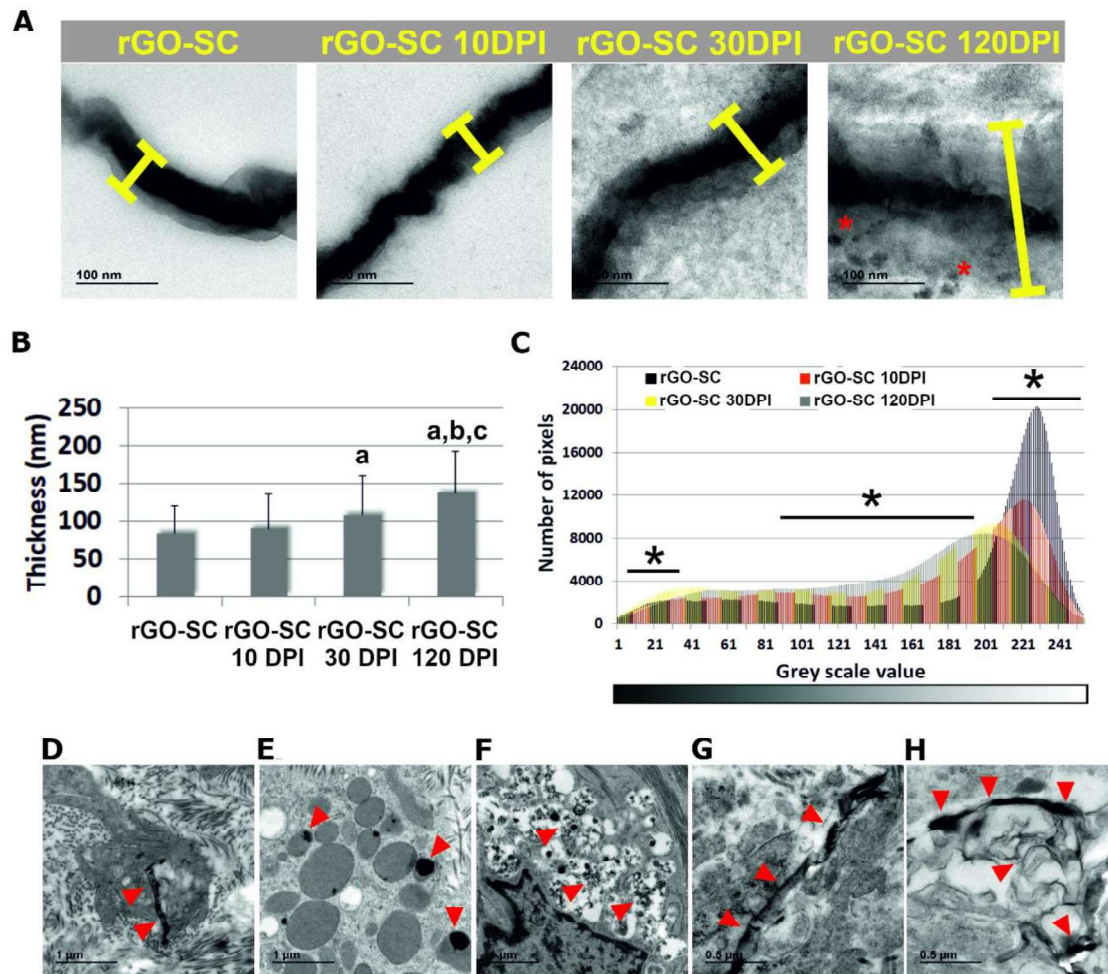 A
rGO-SC rGO-SC 10DPI rGO-SC 30DPI rGO-SC 120DPI
100 nm
100 nm
100 nm
B
Thickness (nm)
250
200
150
100
50
0
a
a,b,c
rGO-SC
rGO-SC
10 DPI
rGO-SC
30 DPI
rGO-SC
120 DPI
C
Number of pixels
24000
20000
16000
12000
8000
4000
0
rGO-SC
rGO-SC 10DPI
rGO-SC 30DPI
rGO-SC 120DPI
*
*
*
1 21 41 61 81 101 121 141 161 181 201 221 241
Grey scale value
D
1 µm
E
1 µm
F
1 µm
G
0.5 µm
H
0.5 µm